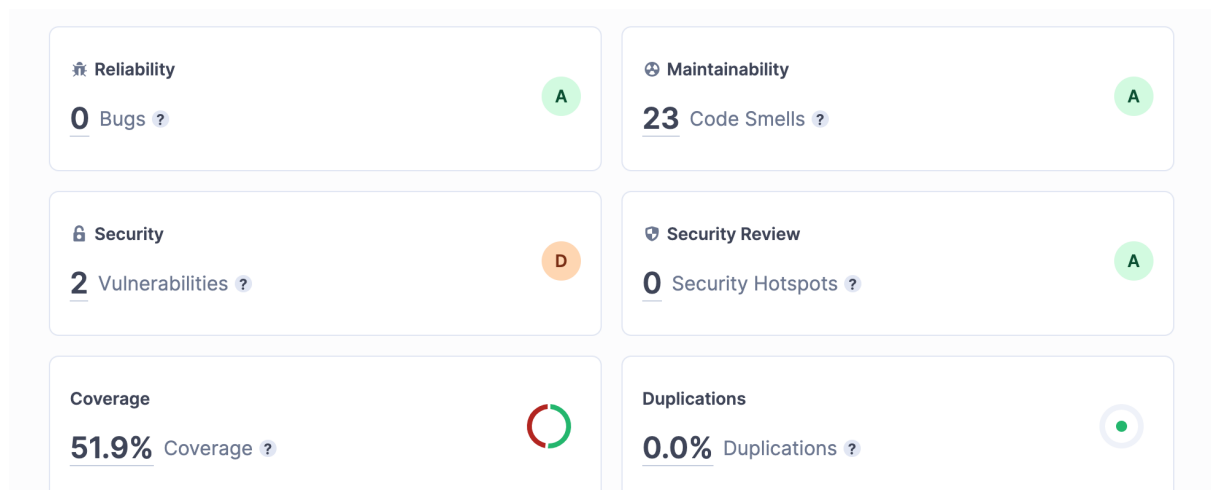 Reliability
0 Bugs ?
A
Maintainability
23 Code Smells ?
A
Security
2 Vulnerabilities ?
D
Security Review
0 Security Hotspots ?
A
Coverage
51.9% Coverage ?
Duplications
0.0% Duplications ?